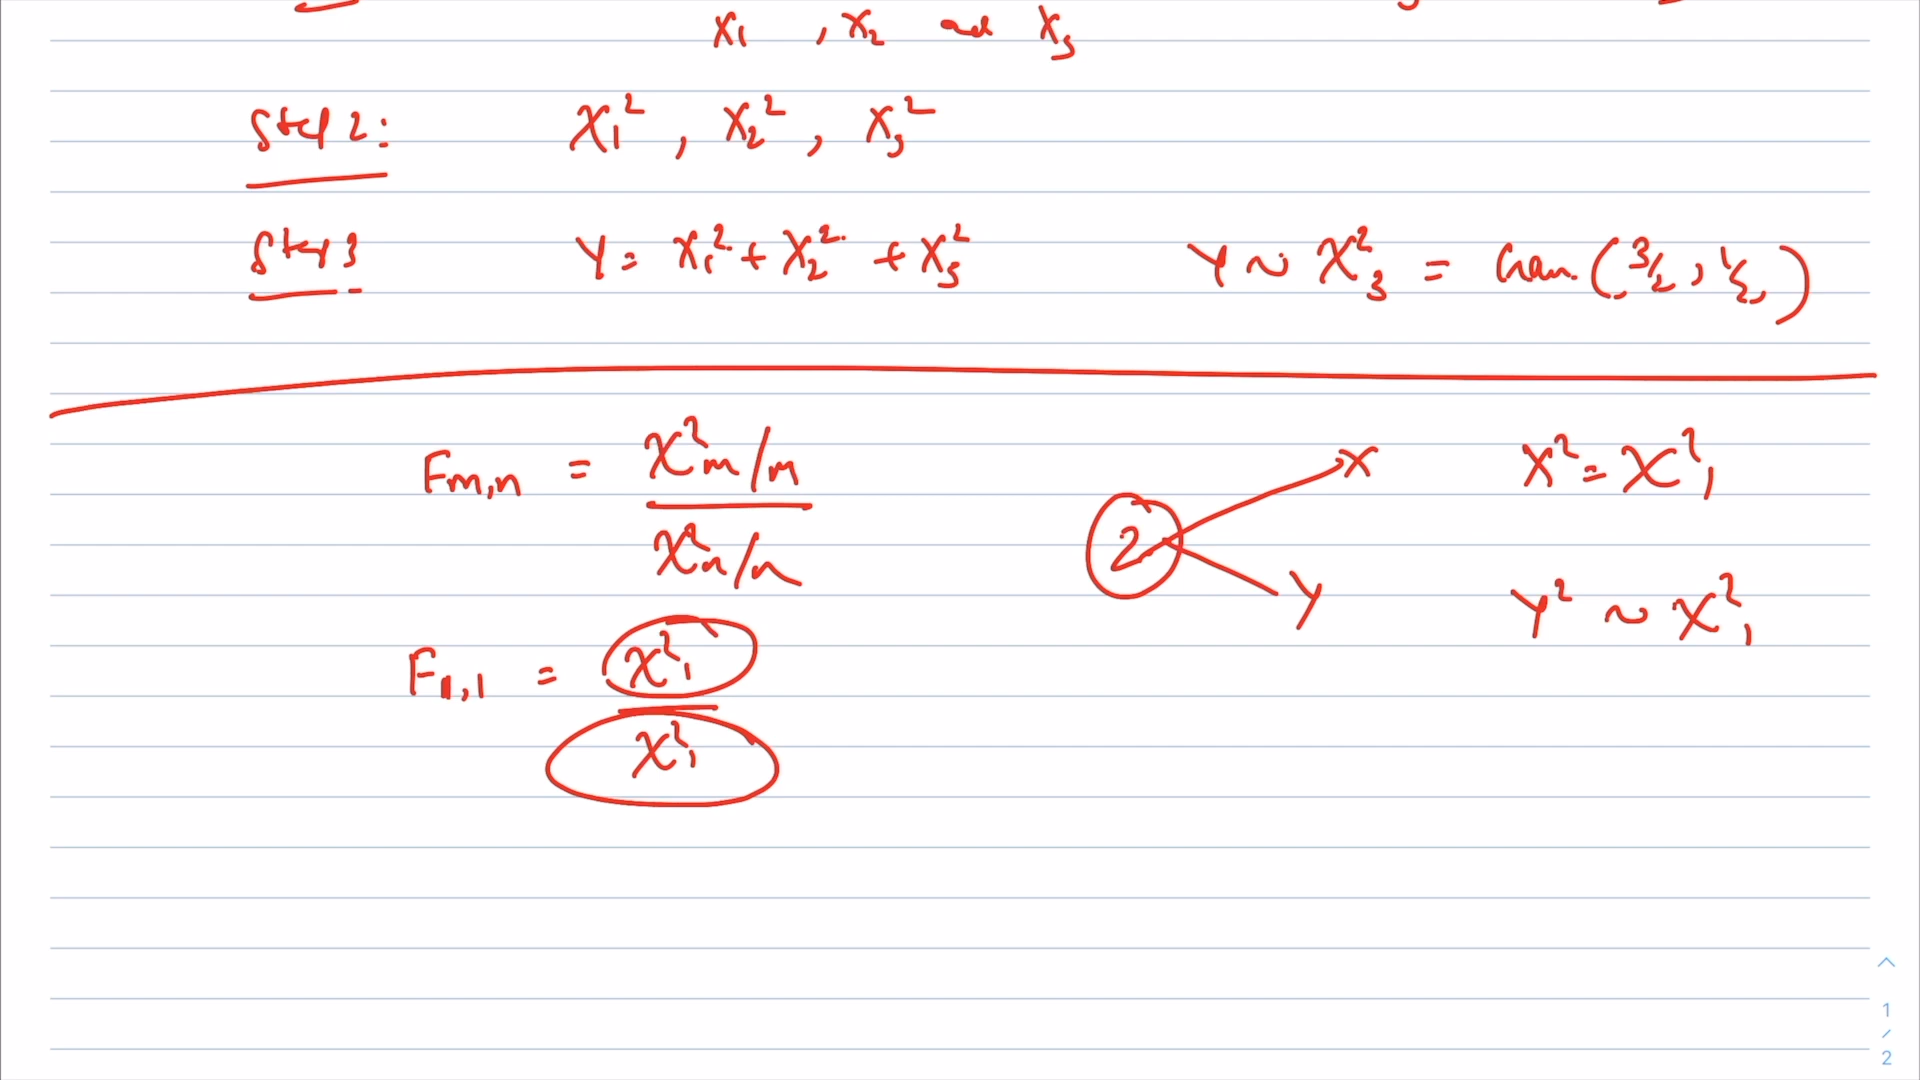 X₁ , X₂ and X₃
Step 2: X₁² , X₂² , X₃²
Step 3 Y = X₁² + X₂² + X₃² Y ~ χ²₃ = Gam. (3/2, 1/2)
Fm,n = χ²m/m / χ²n/n
2 X X² = χ²₁
Y Y² ~ χ²₁
F1,1 = χ²₁ / χ²₁
1
/
2